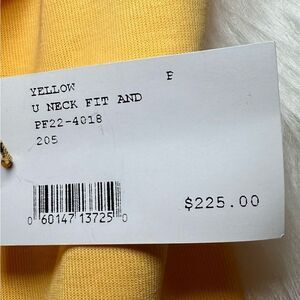 YELLOW P
U NECK FIT AND
PF22-4018
205
0 60147 13725 0
$225.00